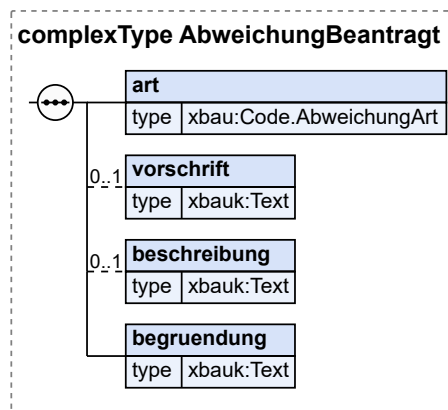 complexType AbweichungBeantragt
art
type xbau:Code.AbweichungArt
0..1 vorschrift
type xbauk:Text
0..1 beschreibung
type xbauk:Text
begruendung
type xbauk:Text